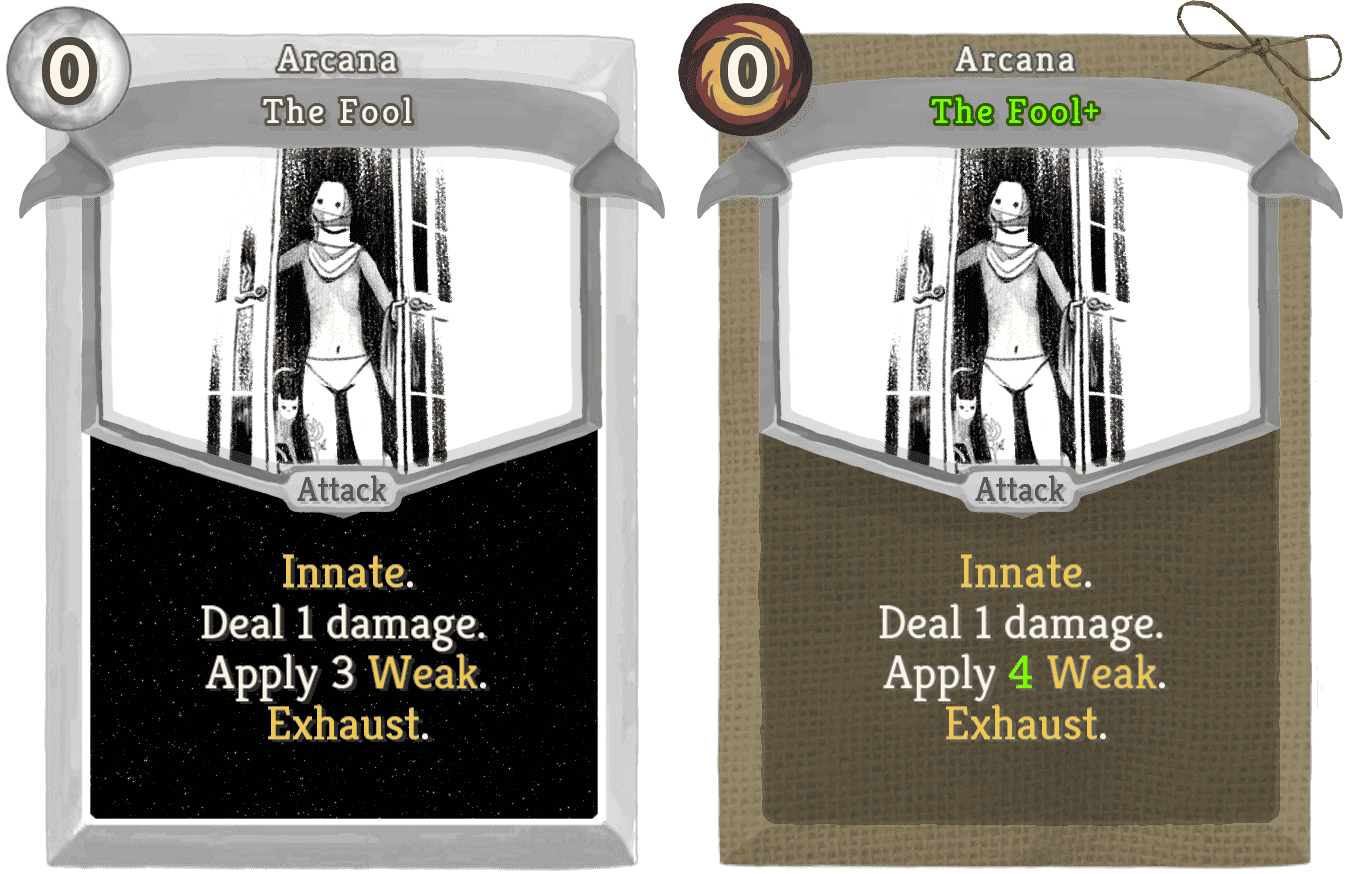 0
Arcana
The Fool
Attack
Innate.
Deal 1 damage.
Apply 3 Weak.
Exhaust.
0
Arcana
The Fool+
Attack
Innate.
Deal 1 damage.
Apply 4 Weak.
Exhaust.